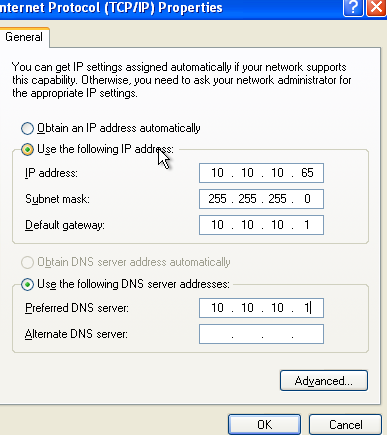 nternet Protocol (TCP/IP) Properties
General
You can get IP settings assigned automatically if your network supports
this capability. Otherwise, you need to ask your network administrator for
the appropriate IP settings.
Obtain an IP address automatically
Use the following IP address:
IP address: 10 . 10 . 10 . 65
Subnet mask: 255 . 255 . 255 . 0
Default gateway: 10 . 10 . 10 . 1
Obtain DNS server address automatically
Use the following DNS server addresses:
Preferred DNS server: 10 . 10 . 10 . 1
Alternate DNS server: . . .
Advanced...
OK Cancel